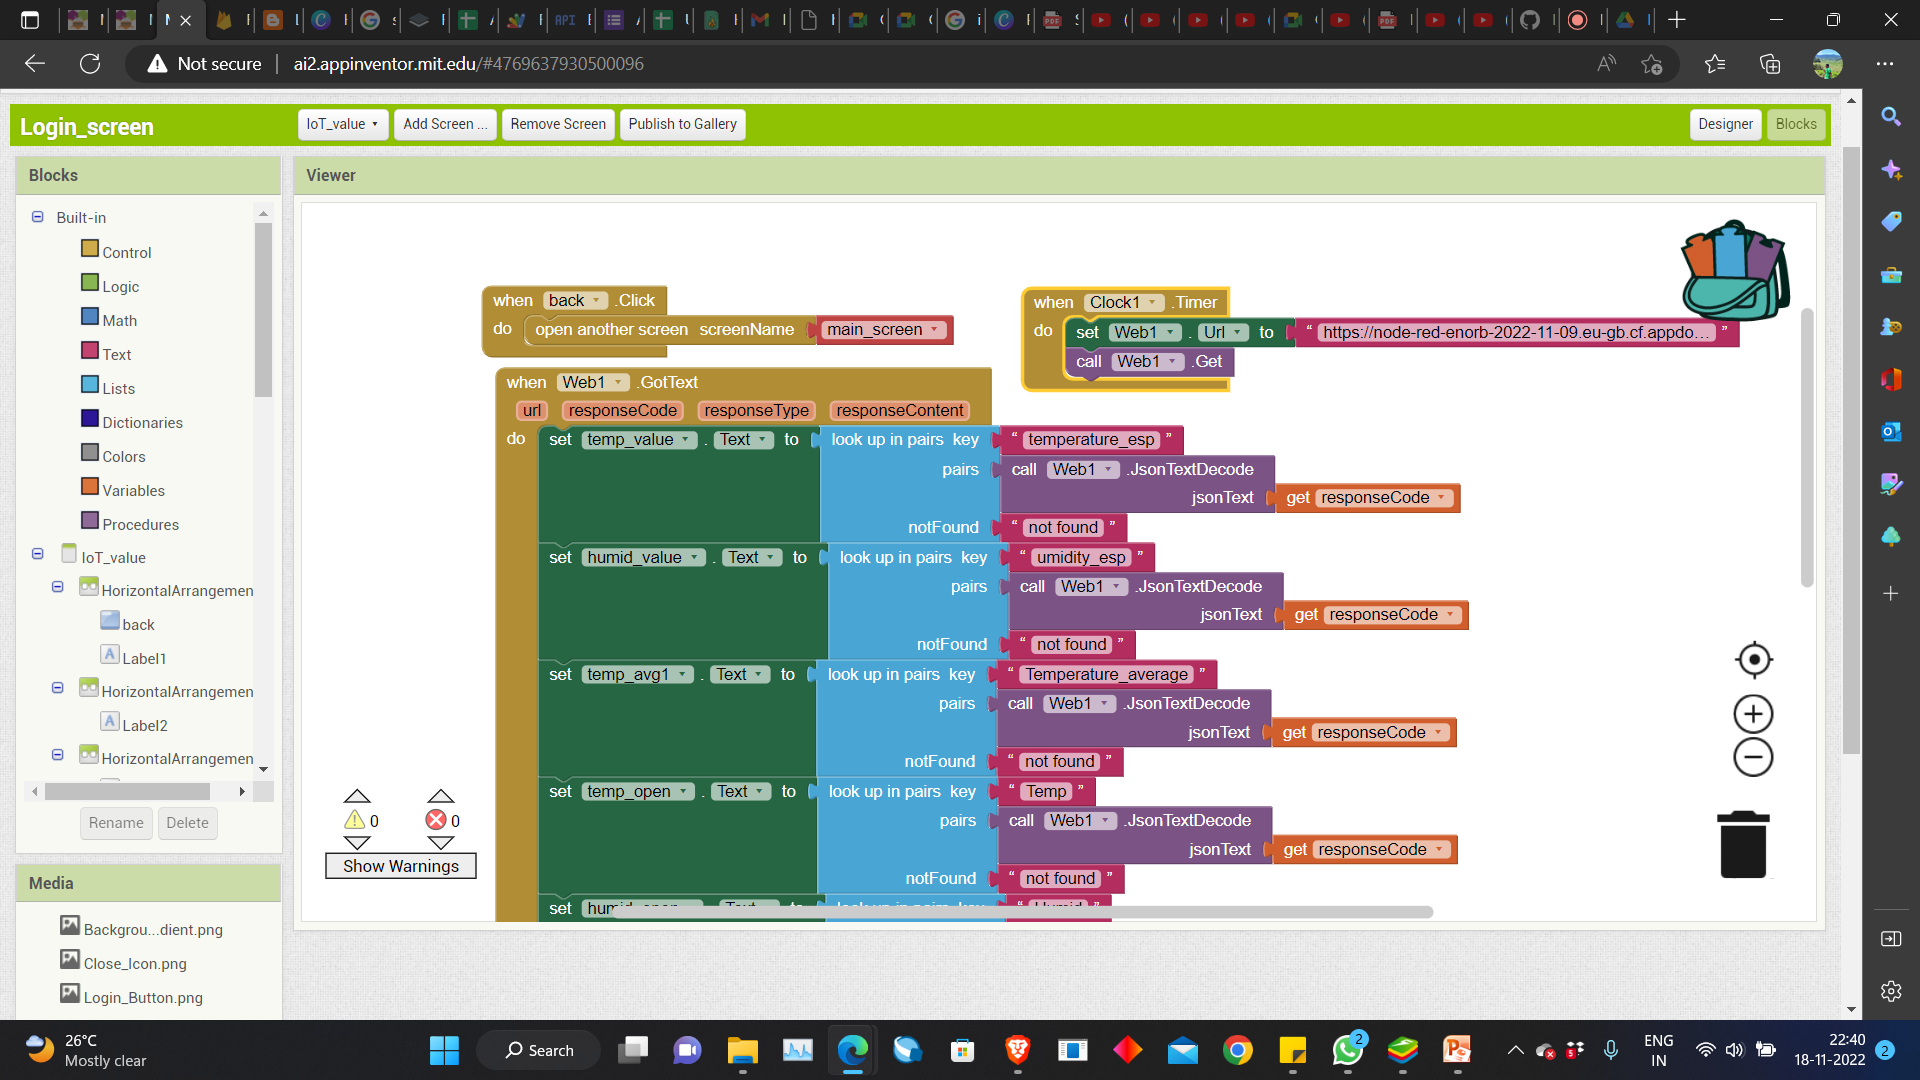 Not secure
ai2.appinventor.mit.edu/#4769637930500096
Login_screen
IoT_value
Add Screen ...
Remove Screen
Publish to Gallery
Designer
Blocks
Blocks
Viewer
Built-in
Control
Logic
Math
Text
Lists
Dictionaries
Colors
Variables
Procedures
IoT_value
HorizontalArrangemen
back
Label1
HorizontalArrangemen
Label2
HorizontalArrangemen
Rename
Delete
Media
Backgrou...dient.png
Close_Icon.png
Login_Button.png
when back .Click
do open another screen screenName main_screen
when Clock1 .Timer
do set Web1 . Url to “ https://node-red-enorb-2022-11-09.eu-gb.cf.appdo... ”
call Web1 .Get
when Web1 .GotText
url responseCode responseType responseContent
do set temp_value . Text to look up in pairs key “ temperature_esp ”
pairs call Web1 .JsonTextDecode
jsonText get responseCode
notFound “ not found ”
set humid_value . Text to look up in pairs key “ umidity_esp ”
pairs call Web1 .JsonTextDecode
jsonText get responseCode
notFound “ not found ”
set temp_avg1 . Text to look up in pairs key “ Temperature_average ”
pairs call Web1 .JsonTextDecode
jsonText get responseCode
notFound “ not found ”
set temp_open . Text to look up in pairs key “ Temp ”
pairs call Web1 .JsonTextDecode
jsonText get responseCode
notFound “ not found ”
set
0
0
Show Warnings
26°C
Mostly clear
Search
2
ENG
IN
22:40
18-11-2022
2